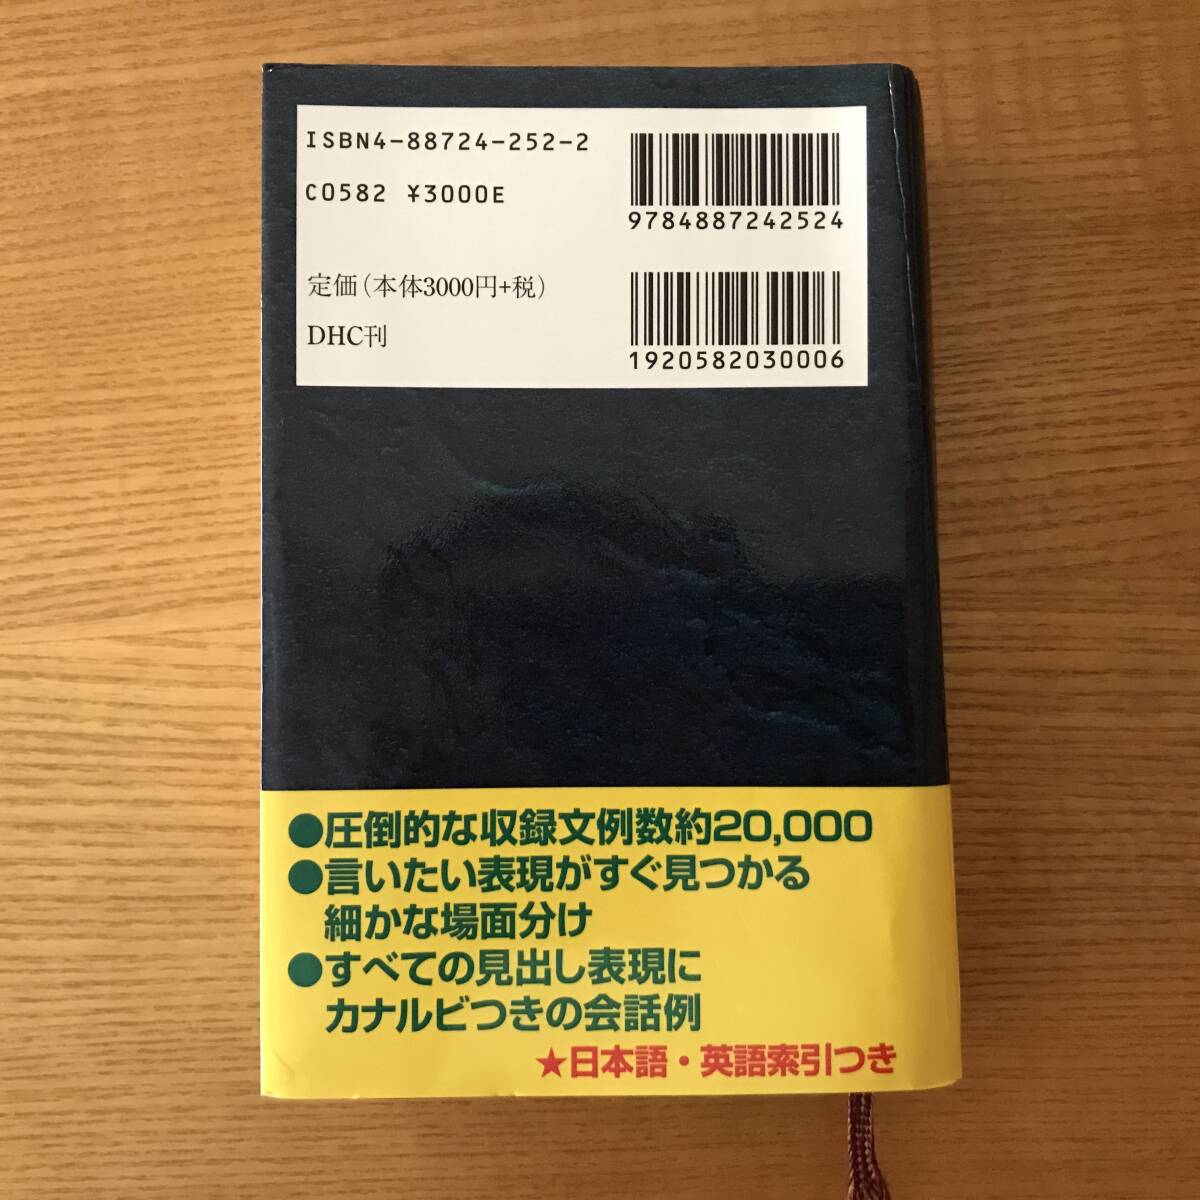 ISBN4-88724-252-2
C0582 ¥3000E
9784887242524
定価(本体3000円+税)
DHC刊
1920582030006
●圧倒的な収録文例数約20,000
●言いたい表現がすぐ見つかる
細かな場面分け
●すべての見出し表現に
カナルビつきの会話例
★日本語・英語索引つき